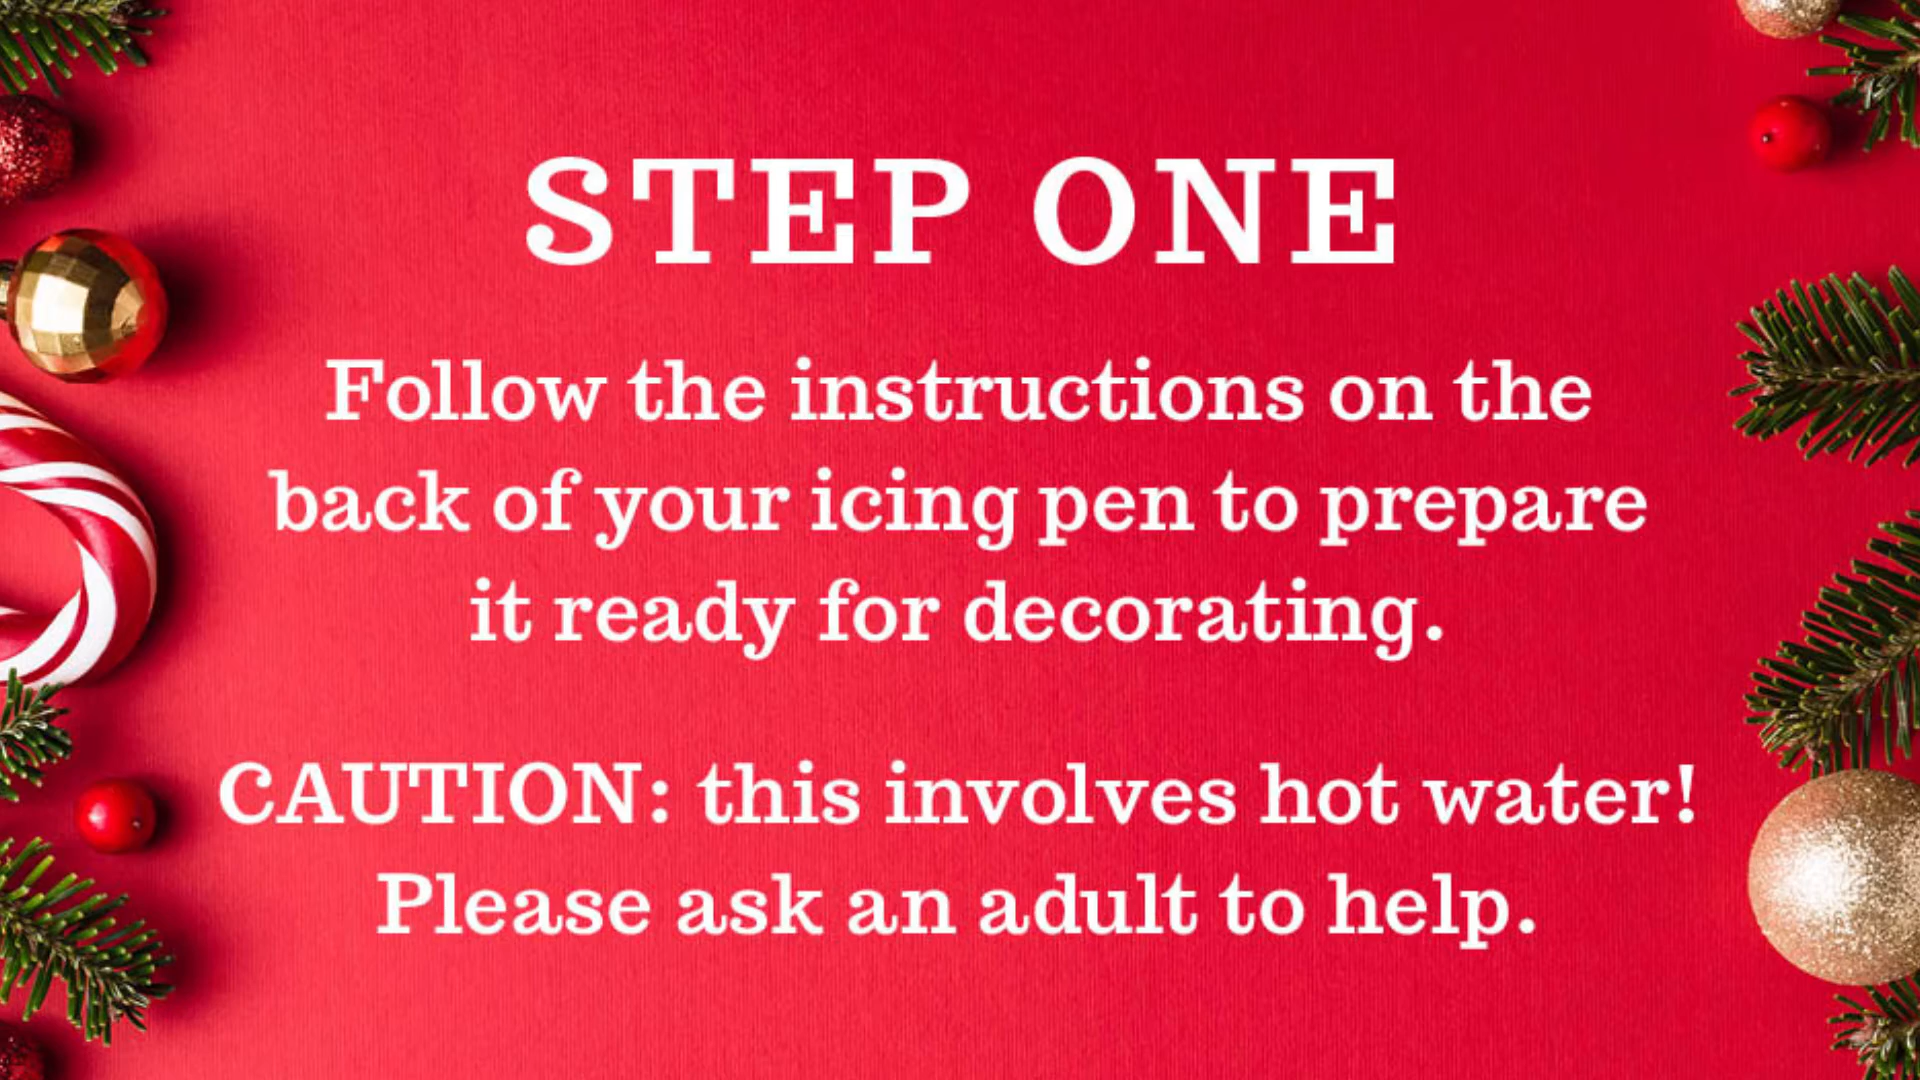 STEP ONE
Follow the instructions on the
back of your icing pen to prepare
it ready for decorating.
CAUTION: this involves hot water!
Please ask an adult to help.